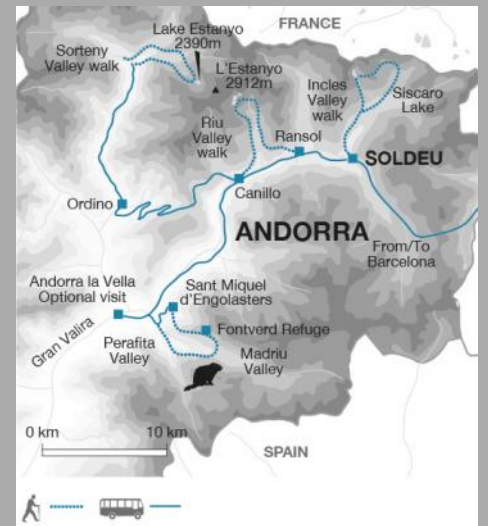 FRANCE
Lake Estanyo
2390m
Sorteny
Valley walk
L'Estanyo
2912m
Incles
Valley
walk
Siscaro
Lake
Riu
Valley
walk
Ransol
SOLDEU
Canillo
Ordino
ANDORRA
From/To
Barcelona
Andorra la Vella
Optional visit
Sant Miquel
d'Engolasters
Gran Valira
Fontverd Refuge
Perafita
Valley
Madriu
Valley
0 km
10 km
SPAIN